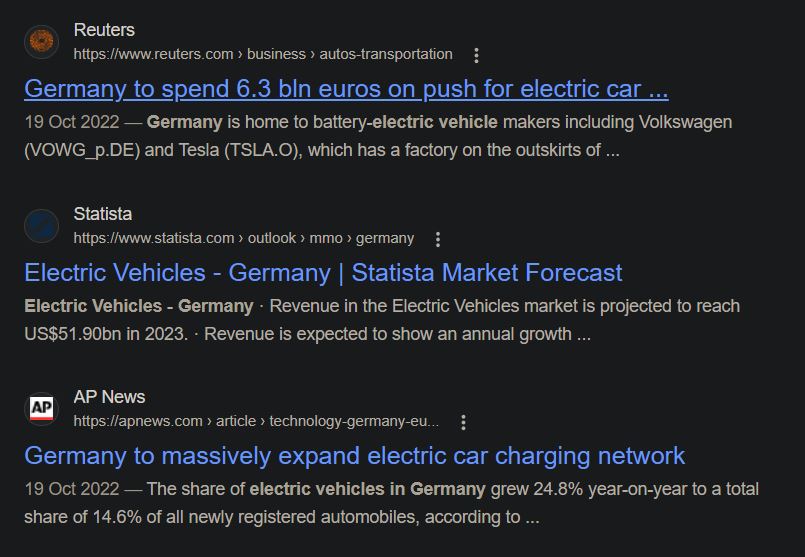 Reuters
https://www.reuters.com › business › autos-transportation
Germany to spend 6.3 bln euros on push for electric car ...
19 Oct 2022 — Germany is home to battery-electric vehicle makers including Volkswagen
(VOWG_p.DE) and Tesla (TSLA.O), which has a factory on the outskirts of ...
Statista
https://www.statista.com › outlook › mmo › germany
Electric Vehicles - Germany | Statista Market Forecast
Electric Vehicles - Germany · Revenue in the Electric Vehicles market is projected to reach
US$51.90bn in 2023. · Revenue is expected to show an annual growth ...
AP News
AP
https://apnews.com › article › technology-germany-eu...
Germany to massively expand electric car charging network
19 Oct 2022 — The share of electric vehicles in Germany grew 24.8% year-on-year to a total
share of 14.6% of all newly registered automobiles, according to ...